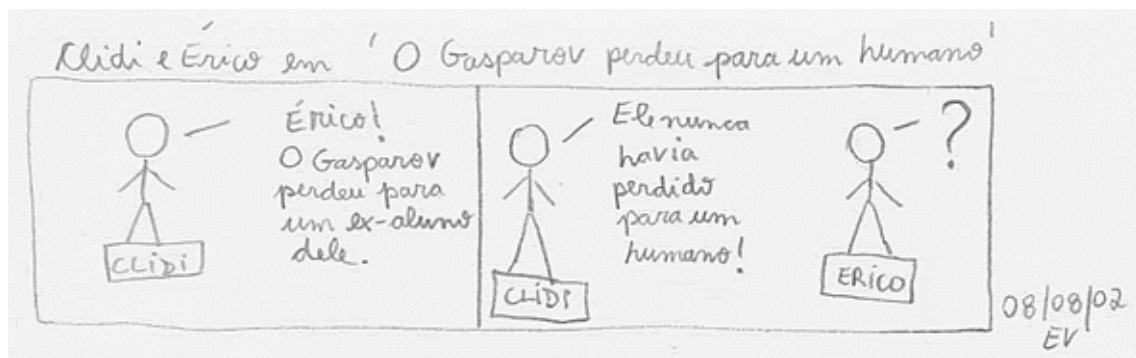 Clidi e Érico em 'O Gasparov perdeu para um humano'
Érico!
O Gasparov
perdeu para
um ex-aluno
dele.
CLIDI
Ele nunca
havia
perdido
para um
humano!
CLIDI
?
ERICO
08/08/02
EV